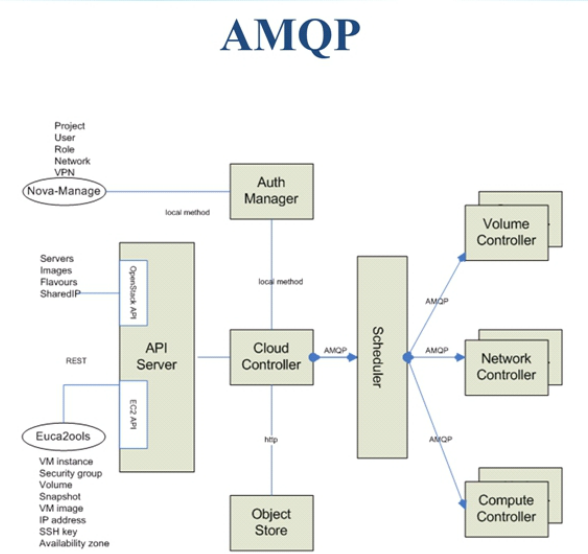 AMQP
Project
User
Role
Network
VPN
Nova-Manage
local method
Auth
Manager
Servers
Images
Flavours
SharedIP
OpenStack API
API
Server
REST
EC2 API
Euca2ools
VM instance
Security group
Volume
Snapshot
VM image
IP address
SSH key
Availability zone
local method
Cloud
Controller
http
Object
Store
AMQP
Scheduler
AMQP
AMQP
AMQP
Volume
Controller
Network
Controller
Compute
Controller